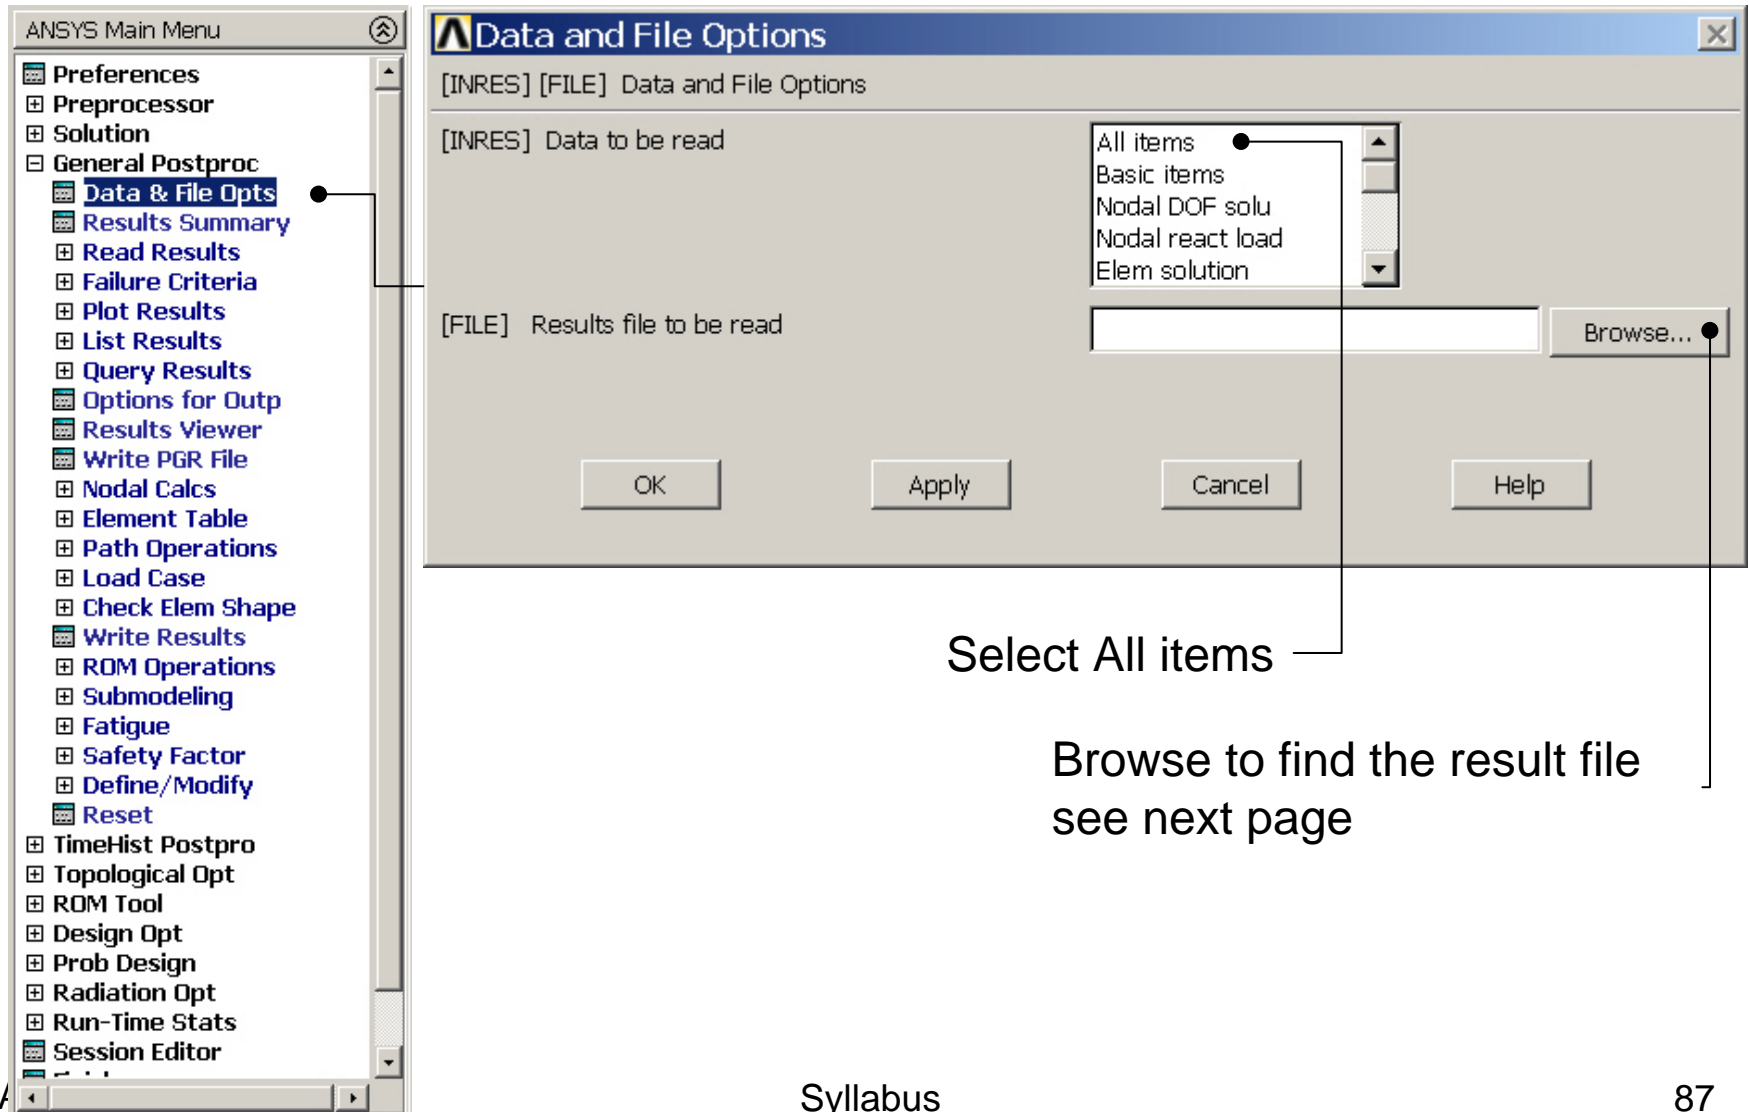 ANSYS Main Menu
Preferences
Preprocessor
Solution
General Postproc
Data & File Opts
Results Summary
Read Results
Failure Criteria
Plot Results
List Results
Query Results
Options for Outp
Results Viewer
Write PGR File
Nodal Calcs
Element Table
Path Operations
Load Case
Check Elem Shape
Write Results
ROM Operations
Submodeling
Fatigue
Safety Factor
Define/Modify
Reset
TimeHist Postpro
Topological Opt
ROM Tool
Design Opt
Prob Design
Radiation Opt
Run-Time Stats
Session Editor
Data and File Options
[INRES] [FILE] Data and File Options
[INRES] Data to be read
All items
Basic items
Nodal DOF solu
Nodal react load
Elem solution
[FILE] Results file to be read
Browse...
OK Apply Cancel Help
Select All items
Browse to find the result file
see next page
Syllabus
87